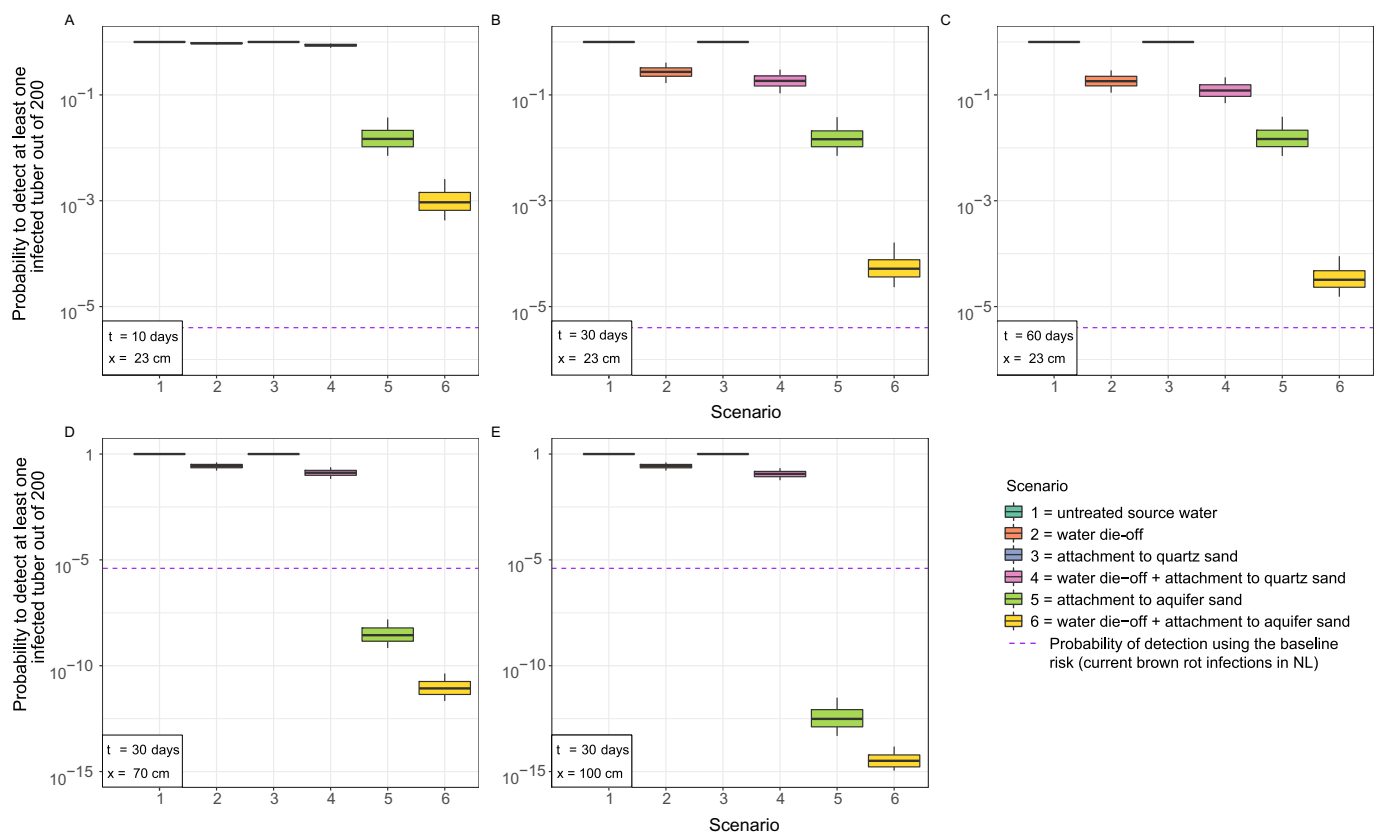 A
B
C
Probability to detect at least one
infected tuber out of 200
10−1
10−3
10−5
t = 10 days
x = 23 cm
1 2 3 4 5 6
10−1
10−3
10−5
t = 30 days
x = 23 cm
1 2 3 4 5 6
Scenario
10−1
10−3
10−5
t = 60 days
x = 23 cm
1 2 3 4 5 6
D
E
Probability to detect at least one
infected tuber out of 200
1
10−5
10−10
10−15
t = 30 days
x = 70 cm
1 2 3 4 5 6
1
10−5
10−10
10−15
t = 30 days
x = 100 cm
1 2 3 4 5 6
Scenario
Scenario
1 = untreated source water
2 = water die−off
3 = attachment to quartz sand
4 = water die−off + attachment to quartz sand
5 = attachment to aquifer sand
6 = water die−off + attachment to aquifer sand
Probability of detection using the baseline
risk (current brown rot infections in NL)